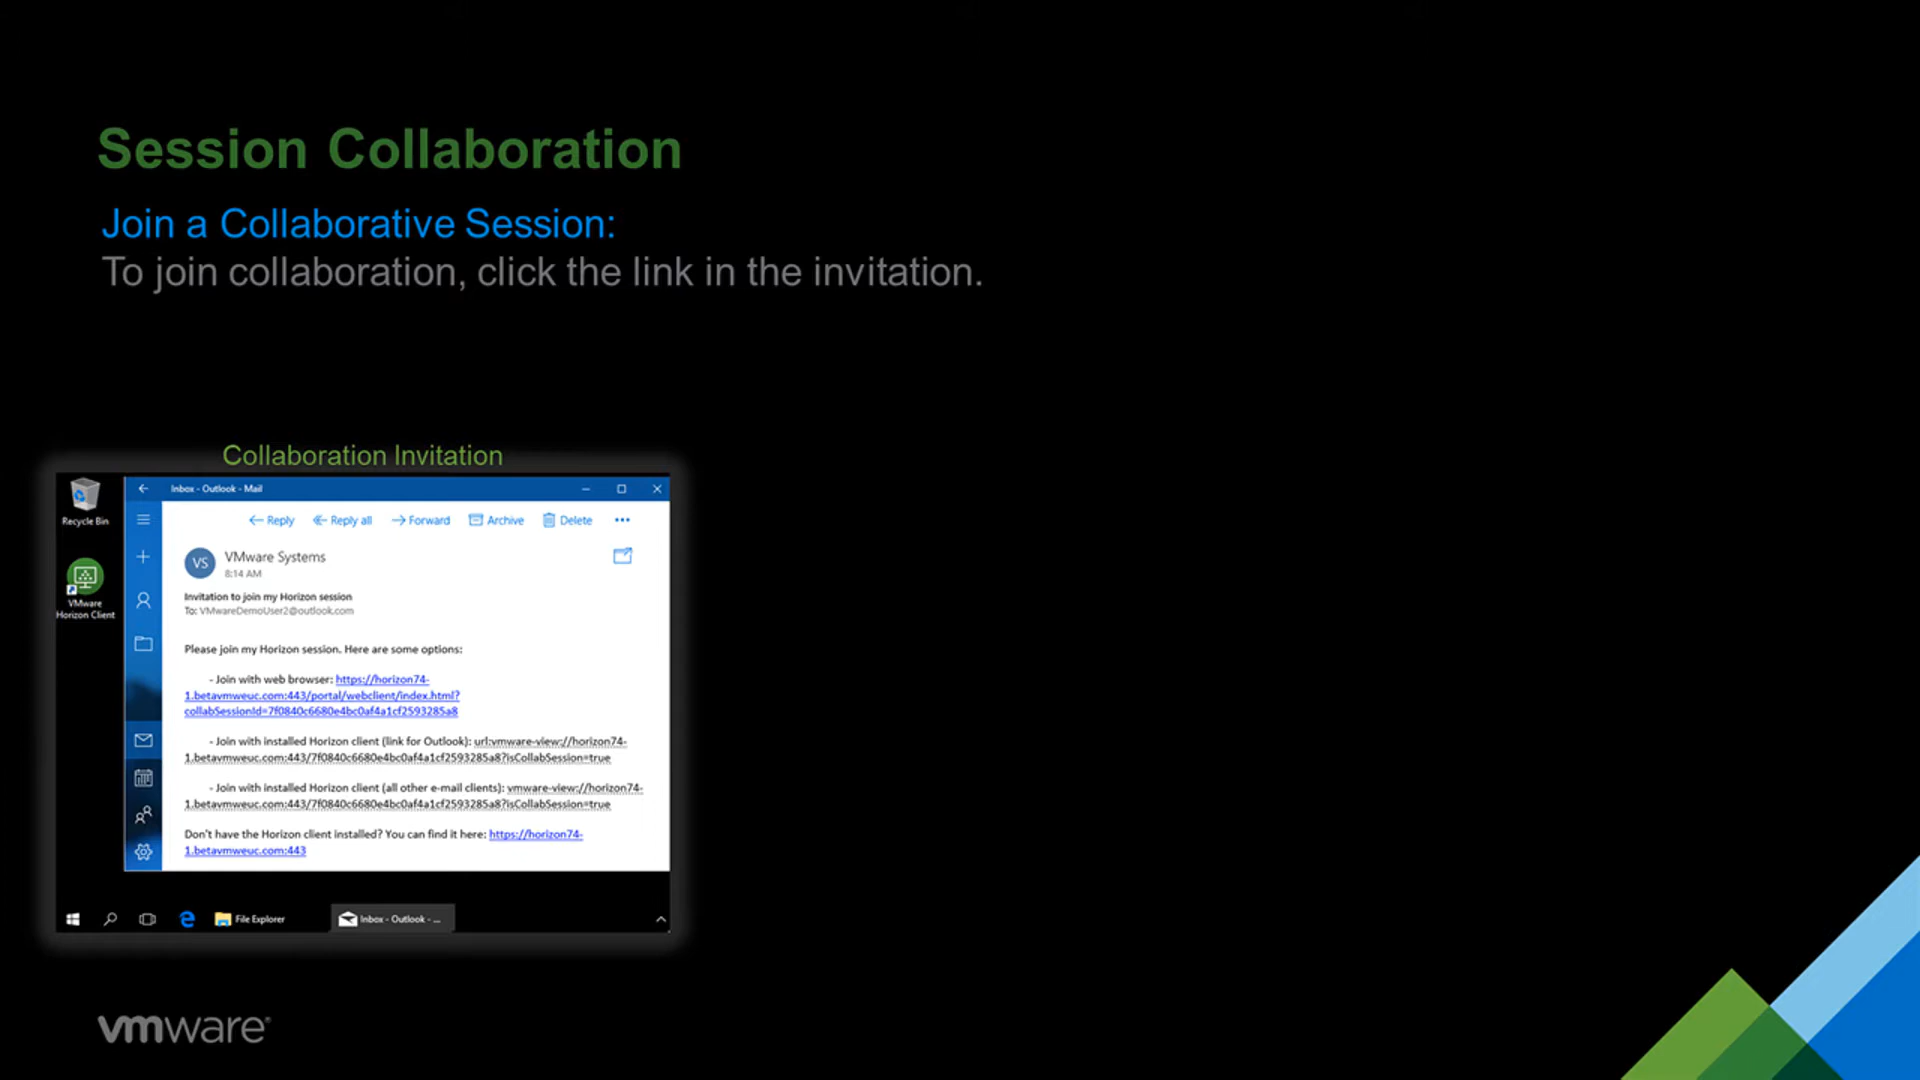 Session Collaboration
Join a Collaborative Session:
To join collaboration, click the link in the invitation.
Collaboration Invitation
Recycle Bin
VMware
Horizon Client
Inbox - Outlook - Mail
Reply
Reply all
Forward
Archive
Delete
VS
VMware Systems
8:14 AM
Invitation to join my Horizon session
To: VMwareDemoUser2@outlook.com
Please join my Horizon session. Here are some options:
- Join with web browser: https://horizon74-
1.betavmweuc.com:443/portal/webclient/index.html?
collabSessionId=7f0840c6680e4bc0af4a1cf2593285a8
- Join with installed Horizon client (link for Outlook): url:vmware-view://horizon74-
1.betavmweuc.com:443/7f0840c6680e4bc0af4a1cf2593285a8?isCollabSession=true
- Join with installed Horizon client (all other e-mail clients): vmware-view://horizon74-
1.betavmweuc.com:443/7f0840c6680e4bc0af4a1cf2593285a8?isCollabSession=true
Don't have the Horizon client installed? You can find it here: https://horizon74-
1.betavmweuc.com:443
File Explorer
Inbox - Outlook - ...
vmware®